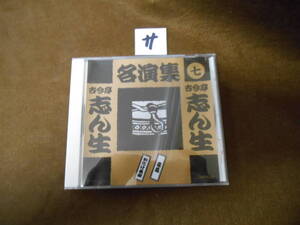 サ
名演集 七
古今亭 志ん生
古今亭 志ん生